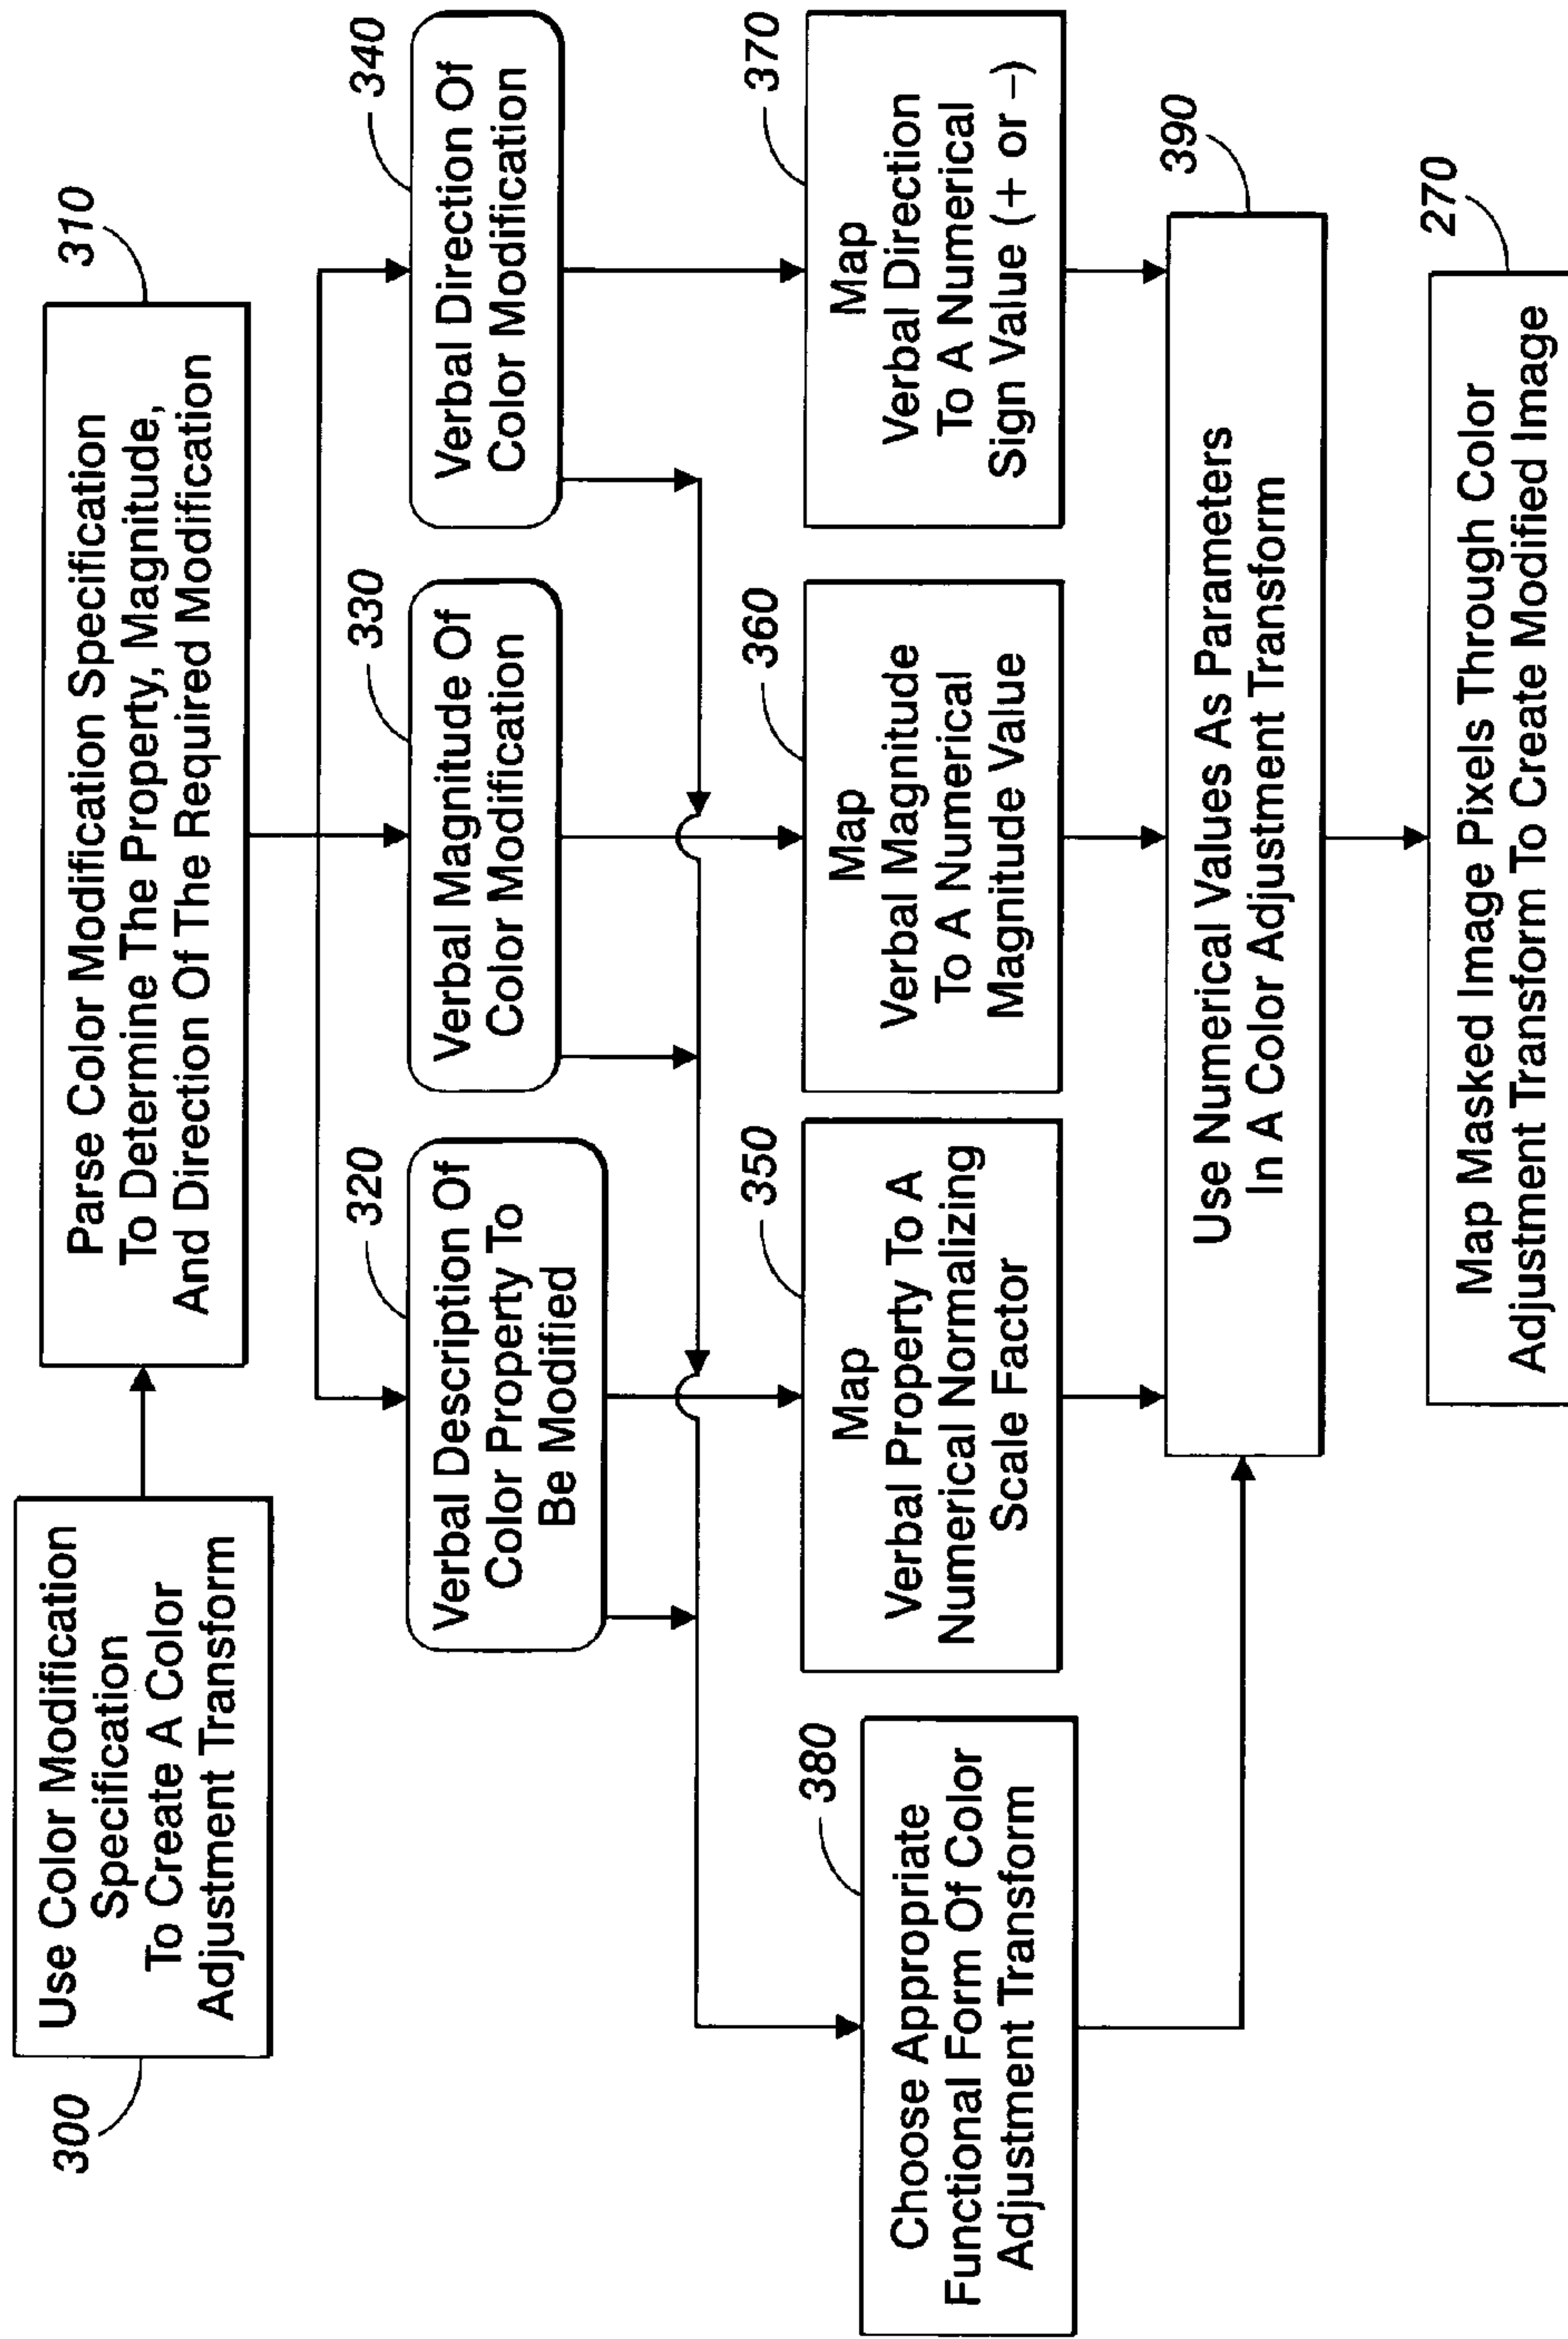 300
Use Color Modification
Specification
To Create A Color
Adjustment Transform
310
Parse Color Modification Specification
To Determine The Property, Magnitude,
And Direction Of The Required Modification
320
Verbal Description Of
Color Property To
Be Modified
330
Verbal Magnitude Of
Color Modification
340
Verbal Direction Of
Color Modification
380
Choose Appropriate
Functional Form Of Color
Adjustment Transform
350
Map
Verbal Property To A
Numerical Normalizing
Scale Factor
360
Map
Verbal Magnitude
To A Numerical
Magnitude Value
370
Map
Verbal Direction
To A Numerical
Sign Value (+ or −)
390
Use Numerical Values As Parameters
In A Color Adjustment Transform
270
Map Masked Image Pixels Through Color
Adjustment Transform To Create Modified Image